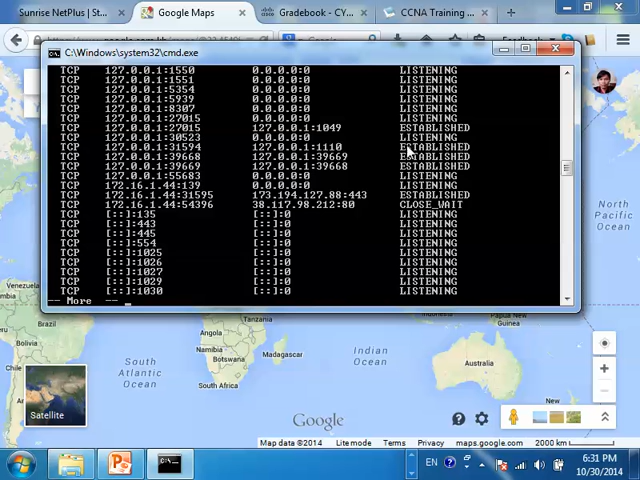 Sunrise NetPlus | St...
Google Maps
Gradebook - CY...
CCNA Training ...
C:\Windows\system32\cmd.exe
TCP 127.0.0.1:1550 0.0.0.0:0 LISTENING
TCP 127.0.0.1:1551 0.0.0.0:0 LISTENING
TCP 127.0.0.1:5354 0.0.0.0:0 LISTENING
TCP 127.0.0.1:5939 0.0.0.0:0 LISTENING
TCP 127.0.0.1:8307 0.0.0.0:0 LISTENING
TCP 127.0.0.1:27015 0.0.0.0:0 LISTENING
TCP 127.0.0.1:27015 127.0.0.1:1049 ESTABLISHED
TCP 127.0.0.1:30523 0.0.0.0:0 LISTENING
TCP 127.0.0.1:31594 127.0.0.1:1110 ESTABLISHED
TCP 127.0.0.1:39668 127.0.0.1:39669 ESTABLISHED
TCP 127.0.0.1:39669 127.0.0.1:39668 ESTABLISHED
TCP 127.0.0.1:55683 0.0.0.0:0 LISTENING
TCP 172.16.1.44:139 0.0.0.0:0 LISTENING
TCP 172.16.1.44:31595 173.194.127.88:443 ESTABLISHED
TCP 172.16.1.44:54396 38.117.98.212:80 CLOSE_WAIT
TCP [::]:135 [::]:0 LISTENING
TCP [::]:443 [::]:0 LISTENING
TCP [::]:445 [::]:0 LISTENING
TCP [::]:554 [::]:0 LISTENING
TCP [::]:1025 [::]:0 LISTENING
TCP [::]:1026 [::]:0 LISTENING
TCP [::]:1027 [::]:0 LISTENING
TCP [::]:1029 [::]:0 LISTENING
TCP [::]:1030 [::]:0 LISTENING
-- More --
North
Pacific
Ocean
Papua New
Guinea
Angola
Namibia
Botswana
Madagascar
South
Africa
South
Atlantic
Ocean
Indian
Ocean
Australia
Chile
Argentina
Satellite
Google
Map data ©2014 Lite mode Terms Privacy maps.google.com 2000 km
EN
6:31 PM
10/30/2014